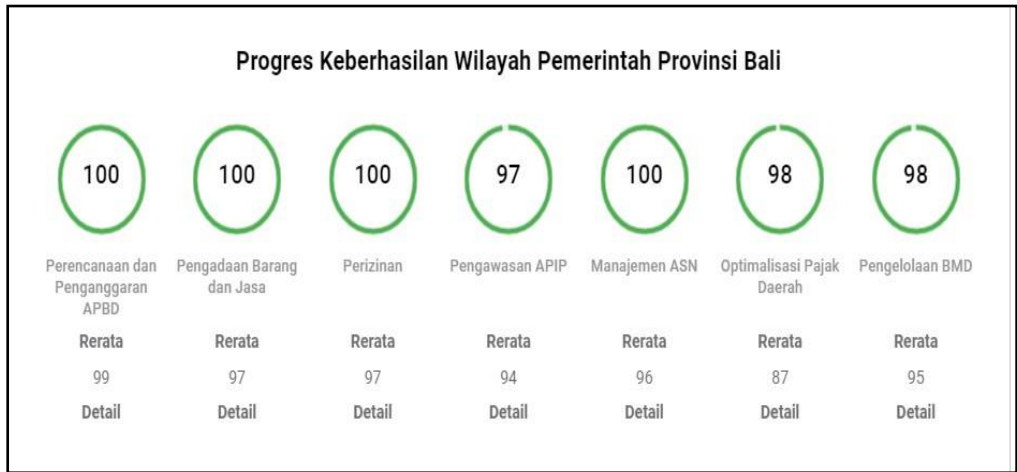 Progres Keberhasilan Wilayah Pemerintah Provinsi Bali
100 100 100 97 100 98 98
Perencanaan dan Pengadaan Barang Perizinan Pengawasan APIP Manajemen ASN Optimalisasi Pajak Pengelolaan BMD
Penganggaran dan Jasa Daerah
APBD
Rerata Rerata Rerata Rerata Rerata Rerata Rerata
99 97 97 94 96 87 95
Detail Detail Detail Detail Detail Detail Detail